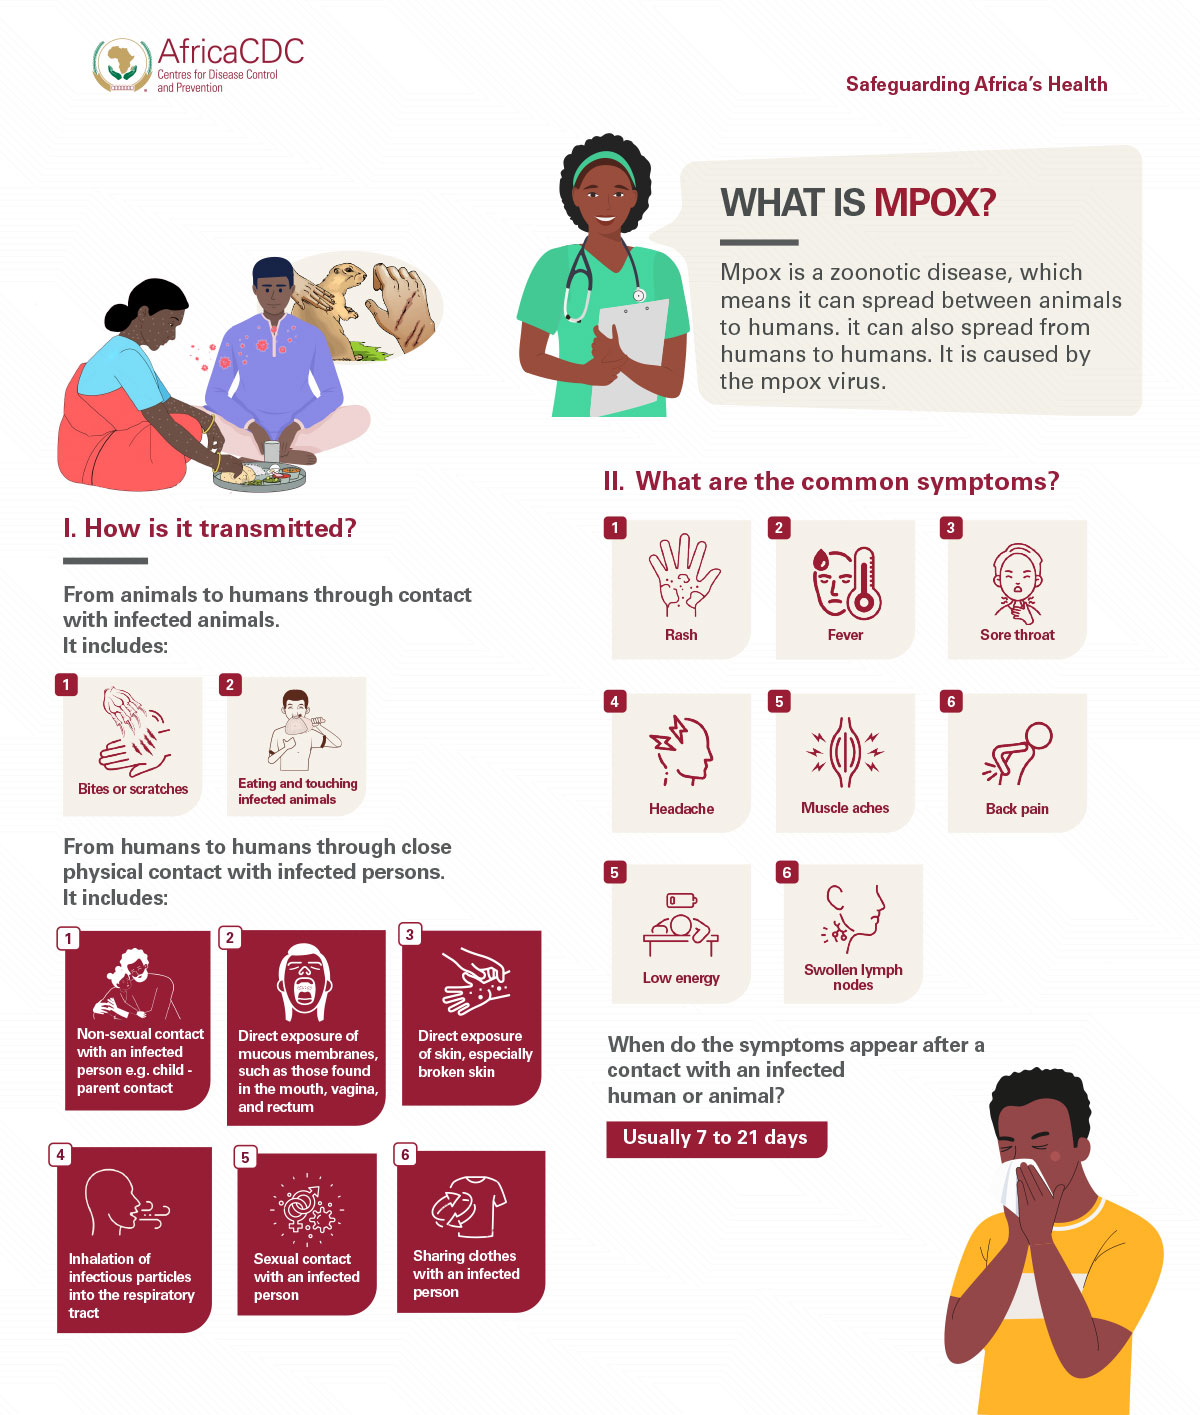 AfricaCDC
Centres for Disease Control
and Prevention
Safeguarding Africa's Health
WHAT IS MPOX?
Mpox is a zoonotic disease, which
means it can spread between animals
to humans. it can also spread from
humans to humans. It is caused by
the mpox virus.
I. How is it transmitted?
From animals to humans through contact
with infected animals.
It includes:
1
Bites or scratches
2
Eating and touching
infected animals
From humans to humans through close
physical contact with infected persons.
It includes:
1
Non-sexual contact
with an infected
person e.g. child -
parent contact
2
Direct exposure of
mucous membranes,
such as those found
in the mouth, vagina,
and rectum
3
Direct exposure
of skin, especially
broken skin
4
Inhalation of
infectious particles
into the respiratory
tract
5
Sexual contact
with an infected
person
6
Sharing clothes
with an infected
person
II. What are the common symptoms?
1
Rash
2
Fever
3
Sore throat
4
Headache
5
Muscle aches
6
Back pain
5
Low energy
6
Swollen lymph
nodes
When do the symptoms appear after a
contact with an infected
human or animal?
Usually 7 to 21 days